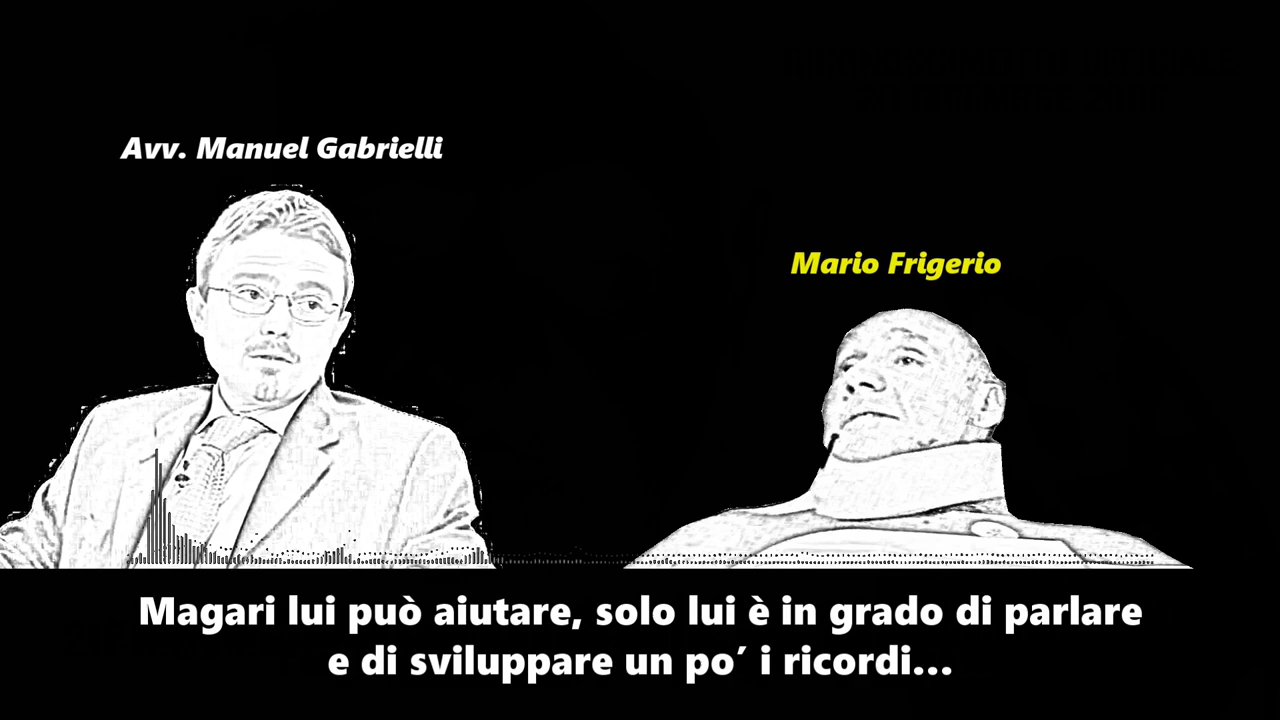 Avv. Manuel Gabrielli
Mario Frigerio
Magari lui può aiutare, solo lui è in grado di parlare
e di sviluppare un po´ i ricordi...